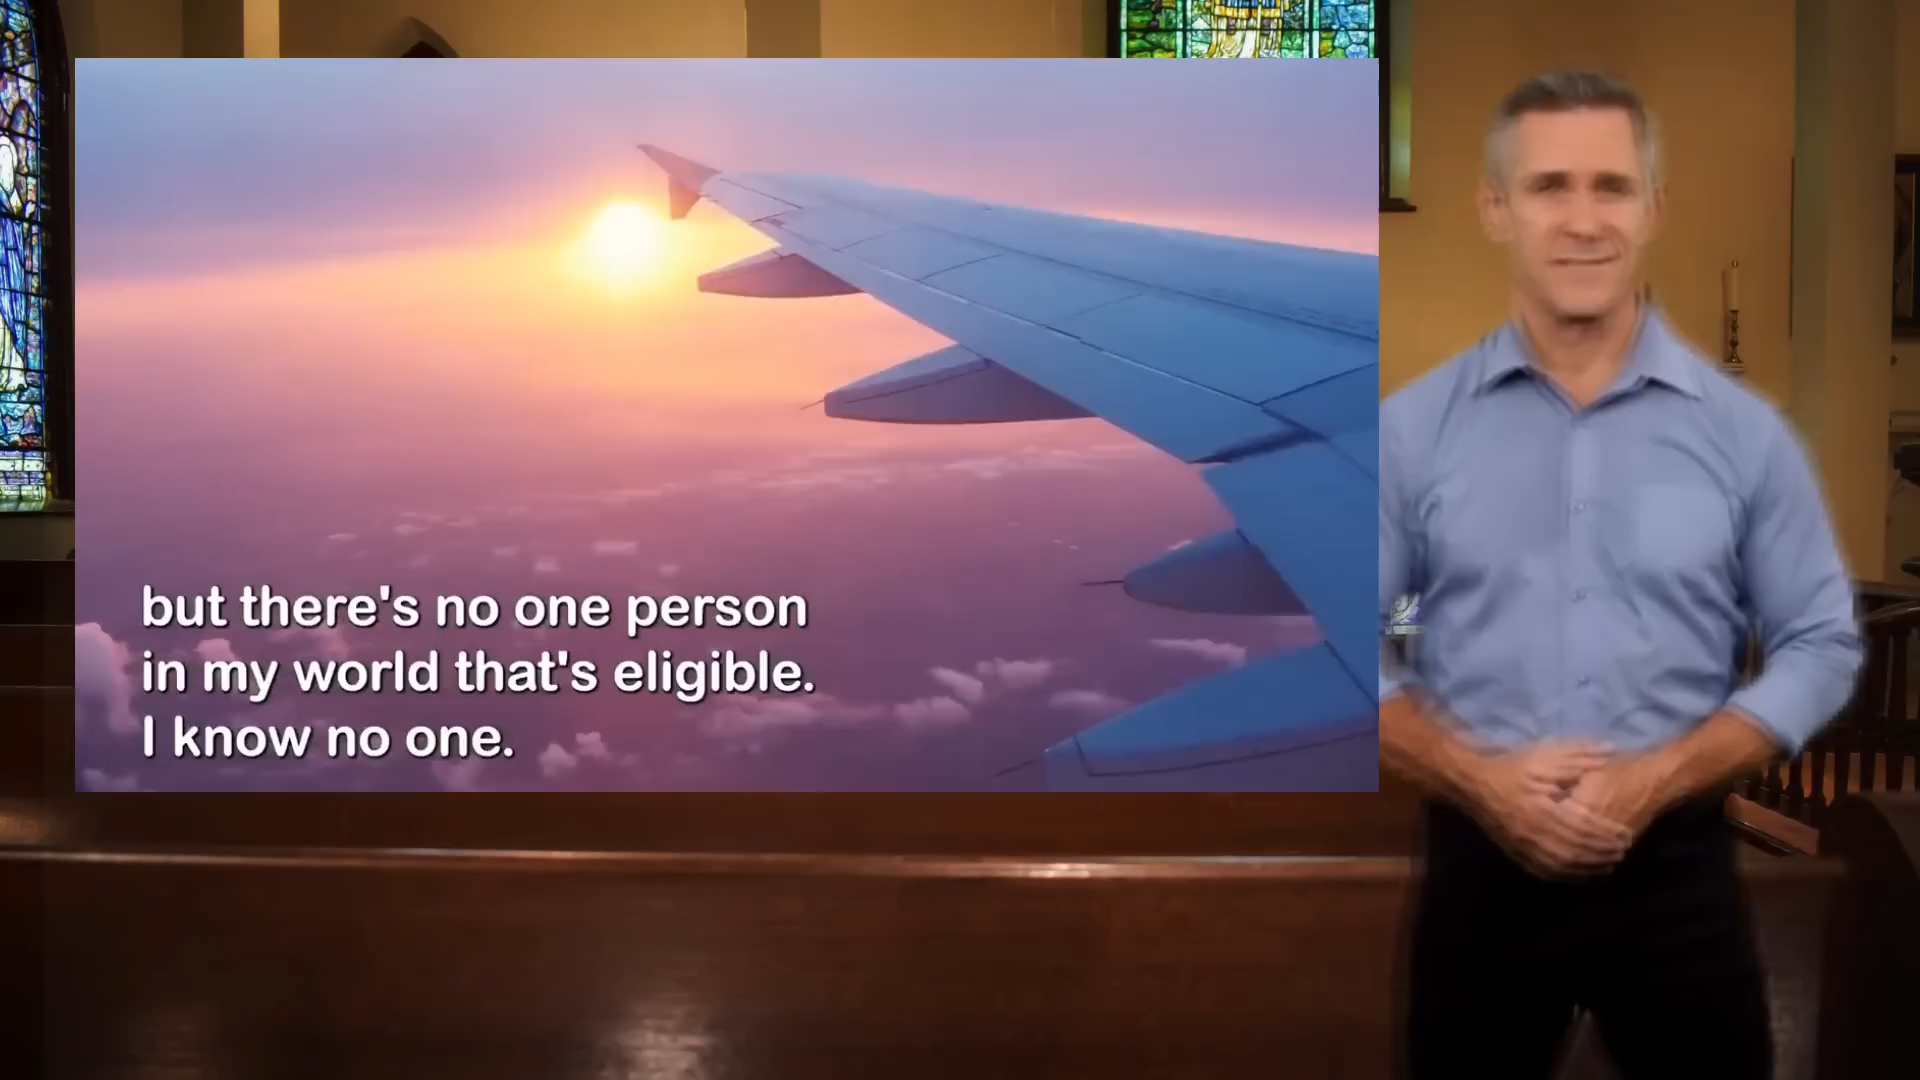 but there's no one person
in my world that's eligible.
I know no one.